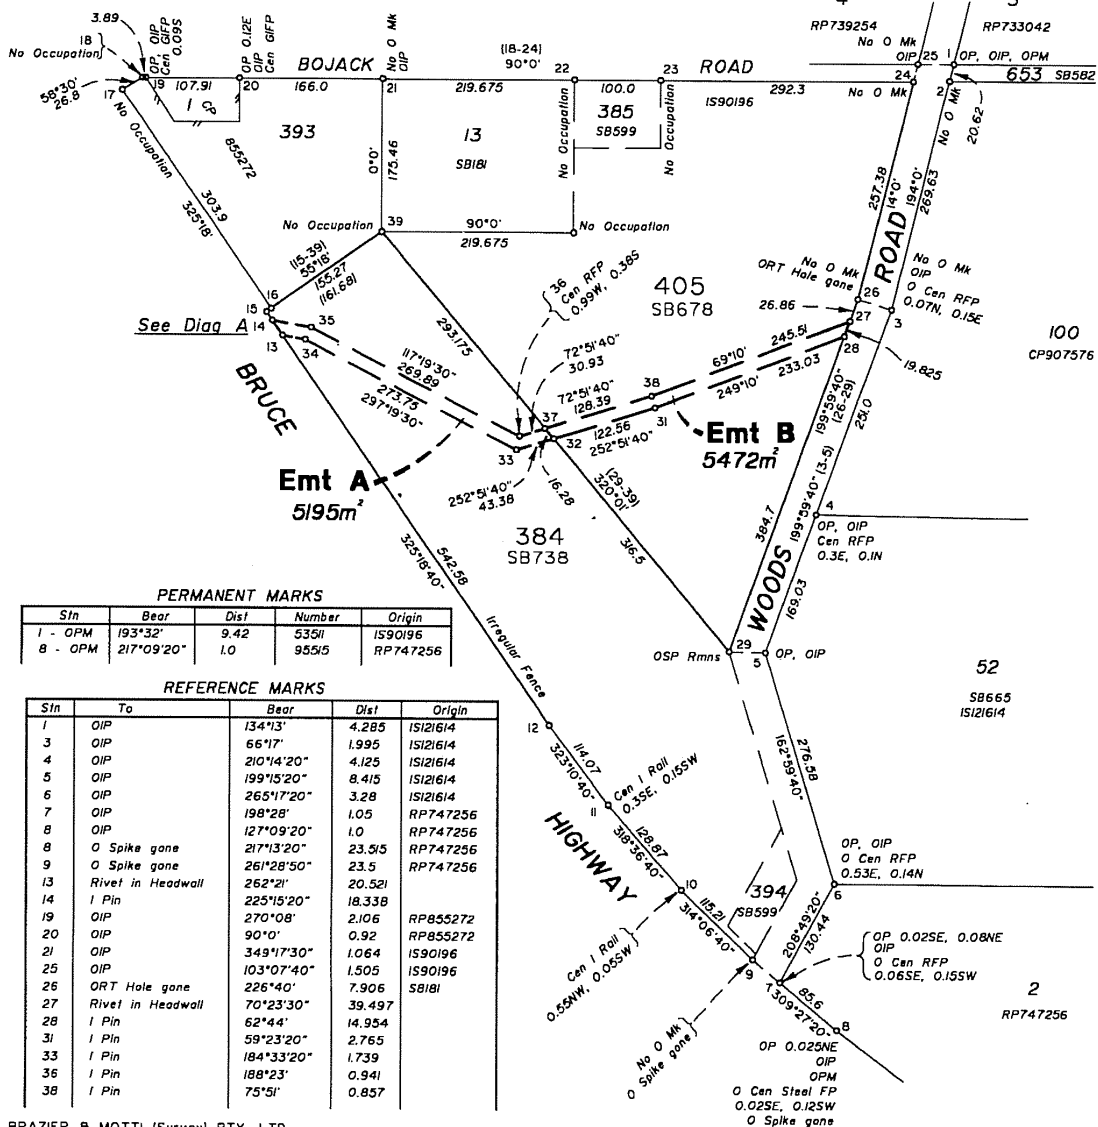 4
3
3.89
18
No Occupation
OP, OIP
Cen GIFP
0.09S
OP, 0.12E
OIP
Cen GIFP
No O Mk
OIP
(18-24)
90°0'
RP739254
No O Mk
OIP
25
24
No O Mk
RP733042
1
OP, OIP, OPM
653
SB582
2
No O Mk
20.62
58°30'
26.8
17
19
107.91
1
CP
855272
20
BOJACK
166.0
21
219.675
22
100.0
23
ROAD
IS90196
292.3
No Occupation
393
0°0'
175.46
13
SB181
No Occupation
385
SB599
No Occupation
257.38
14°0'
194°0'
269.63
303.9
325°18'
No Occupation
39
90°0'
219.675
No Occupation
(15-39)
55°18'
155.27
(161.68)
16
15
14
13
35
34
See Diag A
36
Cen RFP
0.99W, 0.38S
405
SB678
No O Mk
ORT Hole gone
26
26.86
27
28
ROAD
No O Mk
OIP
O Cen RFP
0.07N, 0.15E
3
19.825
100
CP907576
293.175
72°51'40"
30.93
69°10'
245.51
249°10'
233.03
117°19'30"
269.89
273.75
297°19'30"
72°51'40"
128.39
38
31
122.56
252°51'40"
37
32
33
BRUCE
Emt A
5195m²
Emt B
5472m²
252°51'40"
43.38
16.28
199°59'40"
(26-29)
251.0
199°59'40" (3-5)
384.7
(29-39)
320°01'
316.5
384
SB738
4
OP, OIP
Cen RFP
0.3E, 0.1N
169.03
WOODS
542.58
325°18'40"
Irregular Fence
29
OSP Rmns
5
OP, OIP
52
SB665
IS121614
PERMANENT MARKS
Stn Bear Dist Number Origin
1 - OPM 193°32' 9.42 53511 IS90196
8 - OPM 217°09'20" 1.0 95515 RP747256
REFERENCE MARKS
Stn To Bear Dist Origin
1 OIP 134°13' 4.285 IS121614
3 OIP 66°17' 1.995 IS121614
4 OIP 210°14'20" 4.125 IS121614
5 OIP 199°15'20" 8.415 IS121614
6 OIP 265°17'20" 3.28 IS121614
7 OIP 198°28' 1.05 RP747256
8 OIP 127°09'20" 1.0 RP747256
8 O Spike gone 217°13'20" 23.515 RP747256
9 O Spike gone 261°28'50" 23.5 RP747256
13 Rivet in Headwall 262°21' 20.521
14 I Pin 225°15'20" 18.338
19 OIP 270°08' 2.106 RP855272
20 OIP 90°0' 0.92 RP855272
21 OIP 349°17'30" 1.064 IS90196
25 OIP 103°07'40" 1.505 IS90196
26 ORT Hole gone 226°40' 7.906 S8181
27 Rivet in Headwall 70°23'30" 39.497
28 I Pin 62°44' 14.954
31 I Pin 59°23'20" 2.765
33 I Pin 184°33'20" 1.739
36 I Pin 188°23' 0.941
38 I Pin 75°51' 0.857
12
114.07
323°10'40"
11
Cen I Rail
0.3SE, 0.15SW
HIGHWAY
128.87
318°36'40"
10
Cen I Rail
0.55NW, 0.05SW
115.21
314°06'40"
162°59'40"
276.58
OP, OIP
O Cen RFP
0.53E, 0.14N
6
394
SB599
208°49'20"
130.44
OP 0.02SE, 0.08NE
OIP
O Cen RFP
0.06SE, 0.15SW
9
7
85.6
309°27'20"
8
No O Mk
O Spike gone
2
RP747256
OP 0.025NE
OIP
OPM
O Cen Steel FP
0.02SE, 0.12SW
O Spike gone
BRAZIER & MOTTI (Survey) PTY. LTD.